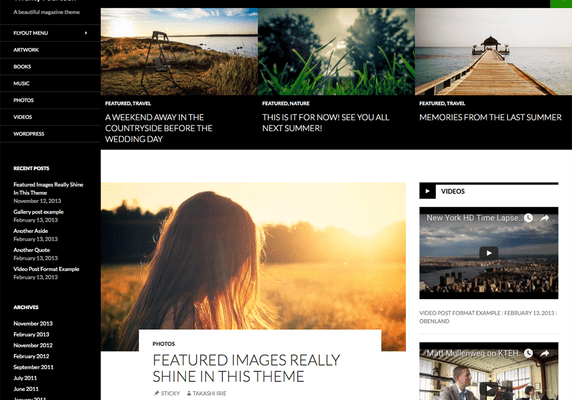 A beautiful magazine theme
FLYOUT MENU
ARTWORK
BOOKS
MUSIC
PHOTOS
VIDEOS
WORDPRESS
RECENT POSTS
Featured Images Really Shine
In This Theme
November 12, 2013
Gallery post example
February 13, 2013
Another Aside
February 13, 2013
Another Quote
February 13, 2013
Video Post Format Example
February 13, 2013
ARCHIVES
November 2013
February 2013
November 2012
February 2012
September 2011
July 2011
June 2011
January 2011
FEATURED, TRAVEL
A WEEKEND AWAY IN THE
COUNTRYSIDE BEFORE THE
WEDDING DAY
FEATURED, NATURE
THIS IS IT FOR NOW! SEE YOU ALL
NEXT SUMMER!
FEATURED, TRAVEL
MEMORIES FROM THE LAST SUMMER
PHOTOS
FEATURED IMAGES REALLY
SHINE IN THIS THEME
STICKY TAKASHI IRIE
VIDEOS
New York HD Time Lapse...
VIDEO POST FORMAT EXAMPLE | FEBRUARY 13, 2013 |
OBENLAND
Matt Mullenweg on KTEH...